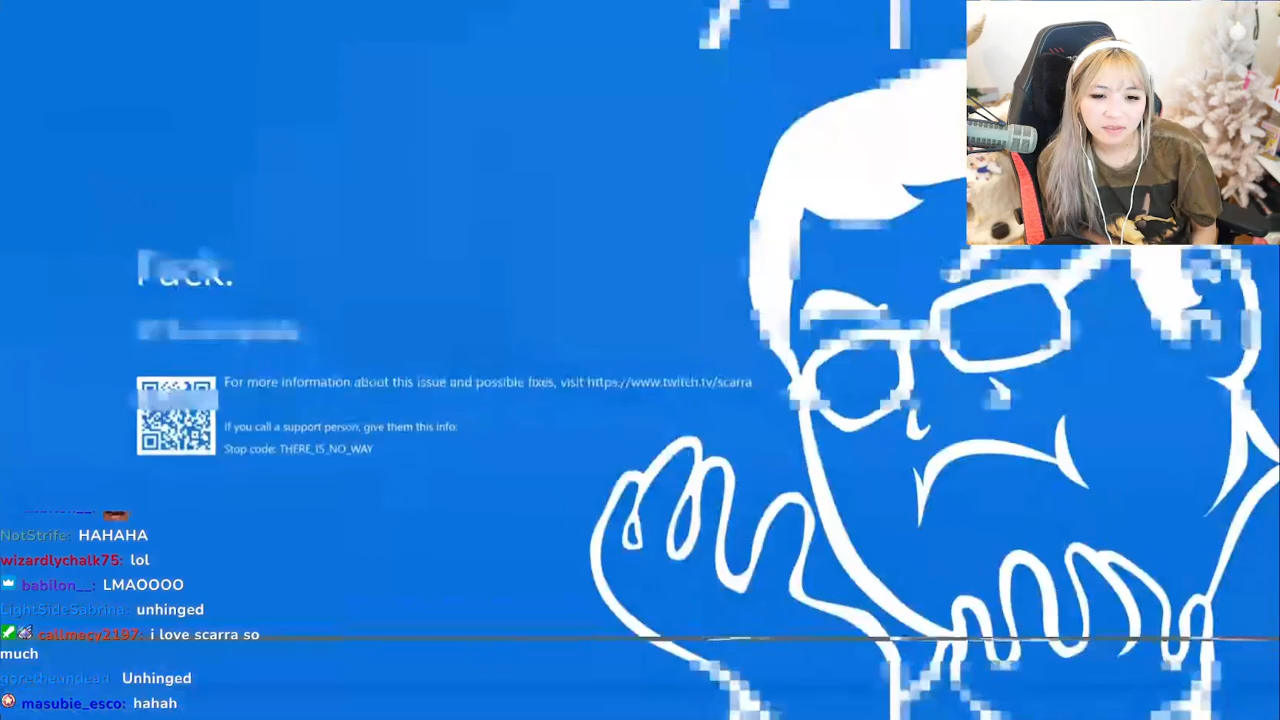 Fuck.
For more information about this issue and possible fixes, visit https://www.twitch.tv/scarra
If you call a support person, give them this info:
Stop code: THERE_IS_NO_WAY
NotStrife: HAHAHA
wizardlychalk75: lol
babilon__: LMAOOOO
LightSideSabrina: unhinged
callmecy2197: i love scarra so
much
goretheundead: Unhinged
masubie_esco: hahah